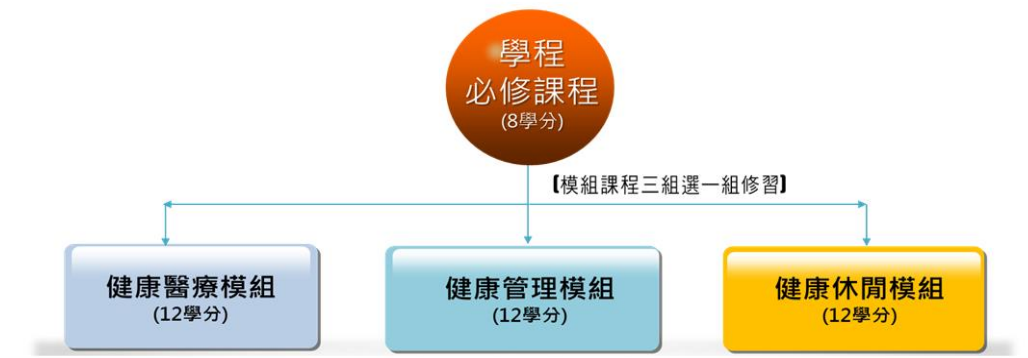 學程
必修課程
(8學分)
【模組課程三組選一組修習】
健康醫療模組
(12學分)
健康管理模組
(12學分)
健康休閒模組
(12學分)